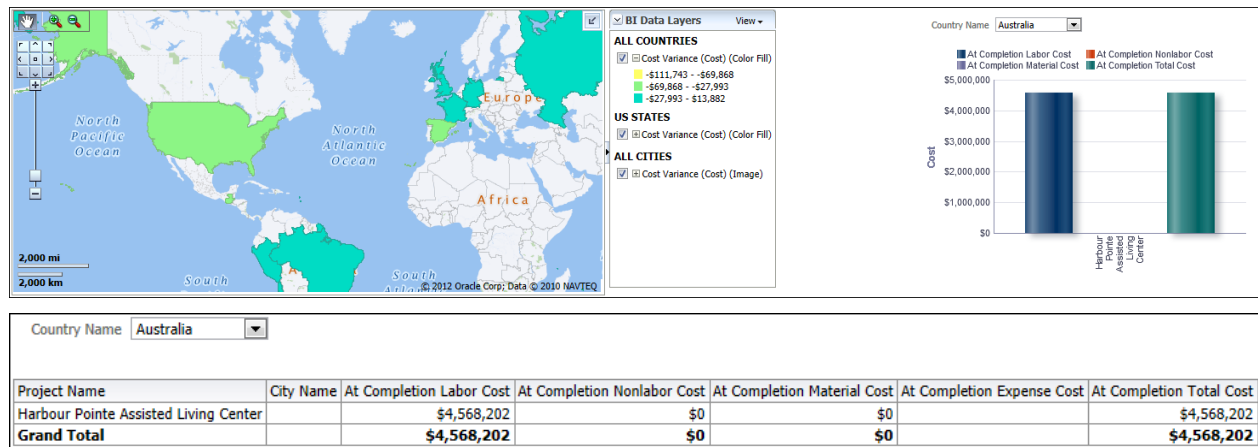 North
Pacific
Ocean
North
Atlantic
Ocean
Europe
Africa
South
South
2,000 mi
2,000 km
© 2012 Oracle Corp; Data © 2010 NAVTEQ
BI Data Layers View
ALL COUNTRIES
Cost Variance (Cost) (Color Fill)
-$111,743 - -$69,868
-$69,868 - -$27,993
-$27,993 - $13,882
US STATES
Cost Variance (Cost) (Color Fill)
ALL CITIES
Cost Variance (Cost) (Image)
Country Name Australia
At Completion Labor Cost At Completion Nonlabor Cost
At Completion Material Cost At Completion Total Cost
$5,000,000
$4,000,000
$3,000,000
$2,000,000
$1,000,000
$0
Cost
Harbour
Pointe
Assisted
Living
Center
Country Name Australia
Project Name City Name At Completion Labor Cost At Completion Nonlabor Cost At Completion Material Cost At Completion Expense Cost At Completion Total Cost
Harbour Pointe Assisted Living Center $4,568,202 $0 $0 $4,568,202
Grand Total $4,568,202 $0 $0 $4,568,202